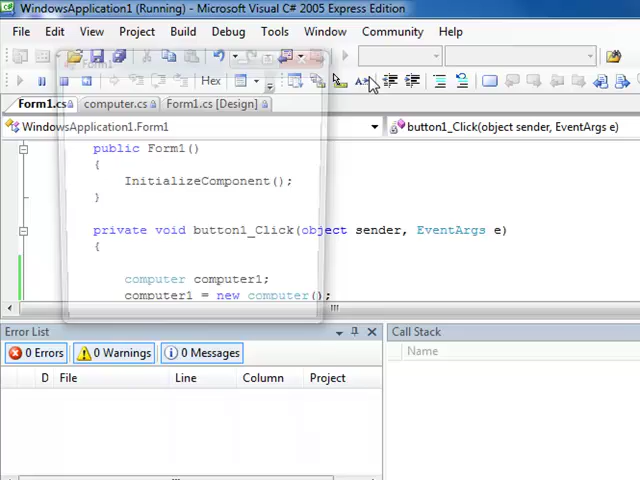 WindowsApplication1 (Running) - Microsoft Visual C# 2005 Express Edition
File Edit View Project Build Debug Tools Window Community Help
Form1
Hex
Form1.cs computer.cs Form1.cs [Design]
WindowsApplication1.Form1 button1_Click(object sender, EventArgs e)
public Form1()
{
InitializeComponent();
}
private void button1_Click(object sender, EventArgs e)
{
computer computer1;
computer1 = new computer();
Error List Call Stack
0 Errors 0 Warnings 0 Messages Name
D File Line Column Project